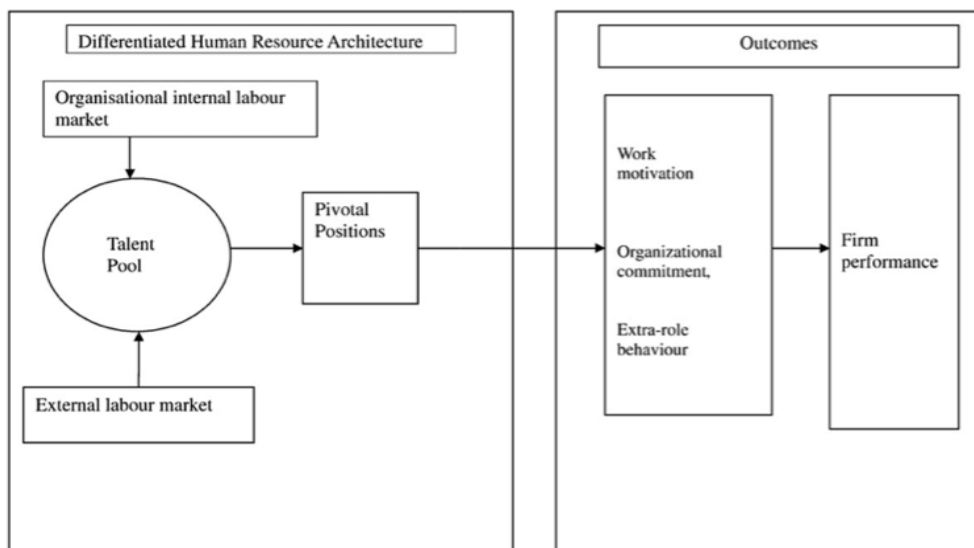 Differentiated Human Resource Architecture
Organisational internal labour
market
Talent
Pool
Pivotal
Positions
External labour market
Outcomes
Work
motivation
Organizational
commitment,
Extra-role
behaviour
Firm
performance